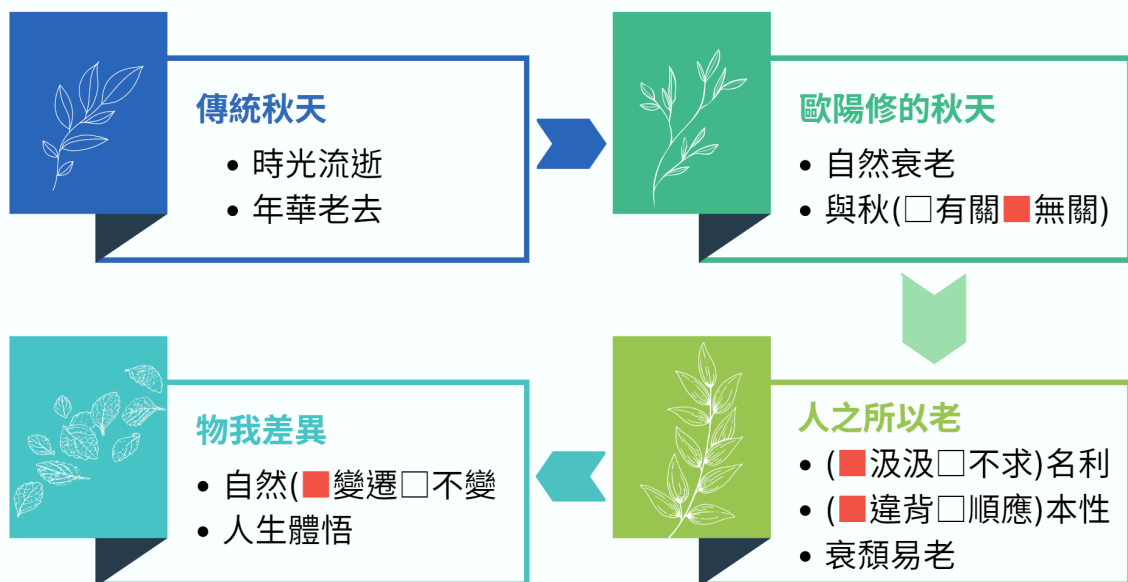 傳統秋天
• 時光流逝
• 年華老去
歐陽修的秋天
• 自然衰老
• 與秋(□有關■無關)
人之所以老
• (■汲汲□不求)名利
• (■違背□順應)本性
• 衰頹易老
物我差異
• 自然(■變遷□不變
• 人生體悟